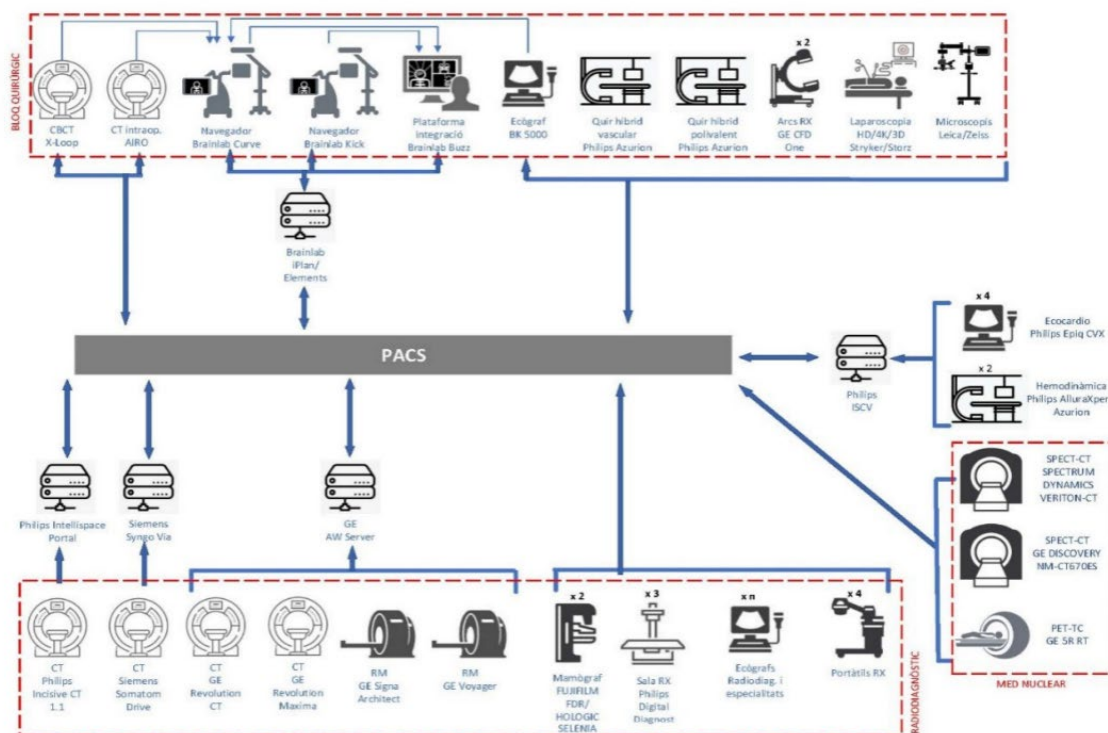 BLOQ QUIRÚRGIC
CBCT
X-Loop
CT intraop.
AIRO
Navegador
Brainlab Curve
Navegador
Brainlab Kick
Plataforma
integració
Brainlab Buzz
Ecògraf
BK 5000
Quir híbrid
vascular
Philips Azurion
Quir híbrid
polivalent
Philips Azurion
x 2
Arcs RX
GE CFD
One
Laparoscopia
HD/4K/3D
Stryker/Storz
Microscopis
Leica/Zeiss
Brainlab
iPlan/
Elements
PACS
Philips
ISCV
x 4
Ecocardio
Philips Epiq CVX
x 2
Hemodinàmica
Philips AlluraXper
Azurion
SPECT-CT
SPECTRUM
DYNAMICS
VERITON-CT
SPECT-CT
GE DISCOVERY
NM-CT670ES
PET-TC
GE 5R RT
MED NUCLEAR
Philips Intellispace
Portal
Siemens
Syngo Via
GE
AW Server
CT
Philips
Incisive CT
1.1
CT
Siemens
Somatom
Drive
CT
GE
Revolution
CT
CT
GE
Revolution
Maxima
RM
GE Signa
Architect
RM
GE Voyager
x 2
Mamògraf
FUJIFILM
FDR/
HOLOGIC
SELENIA
x 3
Sala RX
Philips
Digital
Diagnost
x n
Ecògrafs
Radiodiag. i
especialitats
x 4
Portàtils RX
RADIODIAGNÒSTIC